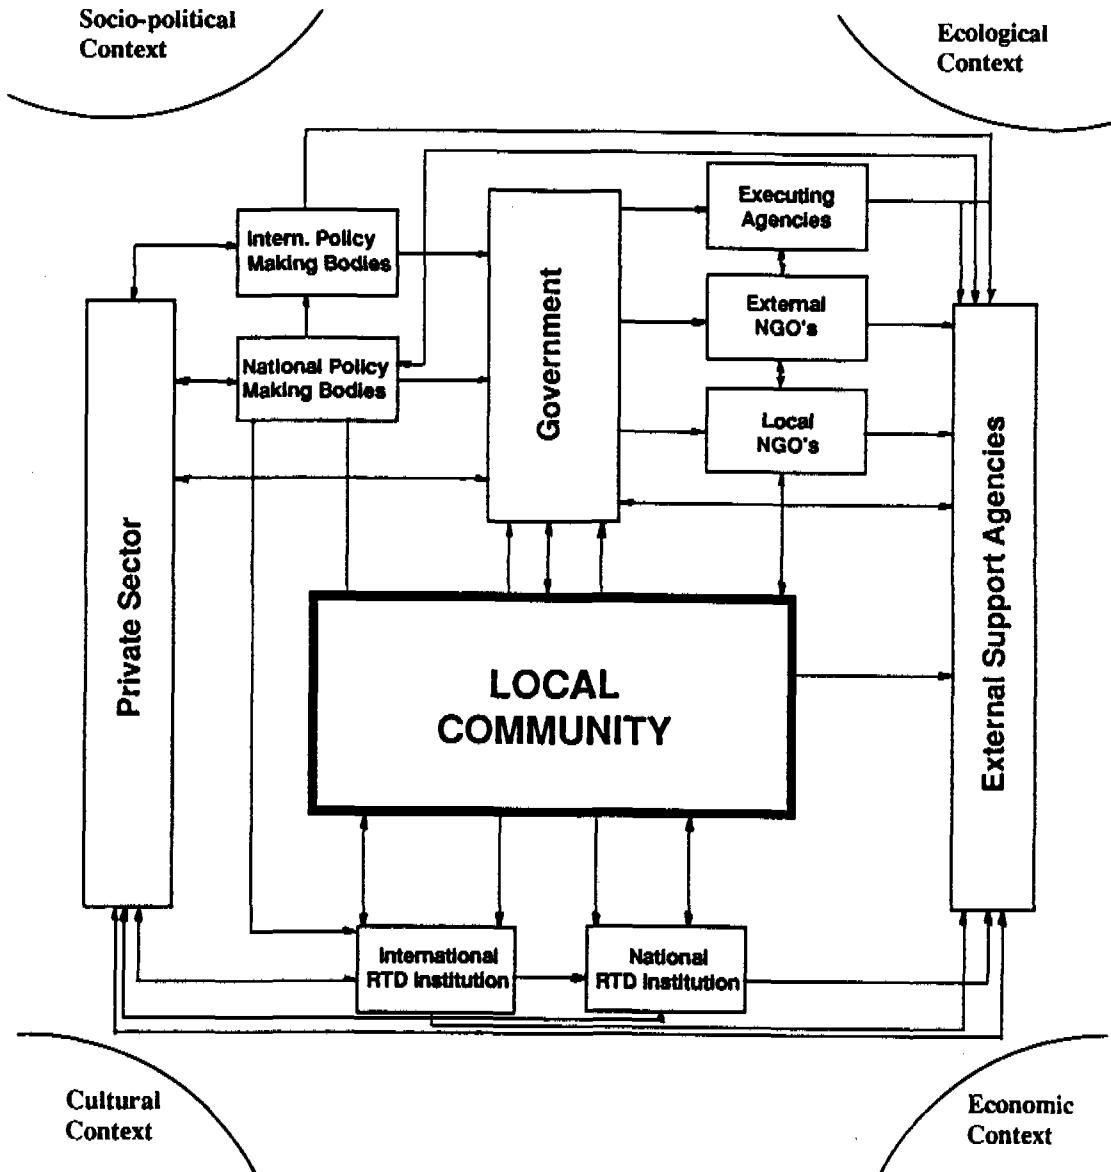 Socio-political
Context
Ecological
Context
Intern. Policy
Making Bodies
National Policy
Making Bodies
Government
Executing
Agencies
External
NGO's
Local
NGO's
Private Sector
External Support Agencies
LOCAL
COMMUNITY
International
RTD Institution
National
RTD Institution
Cultural
Context
Economic
Context